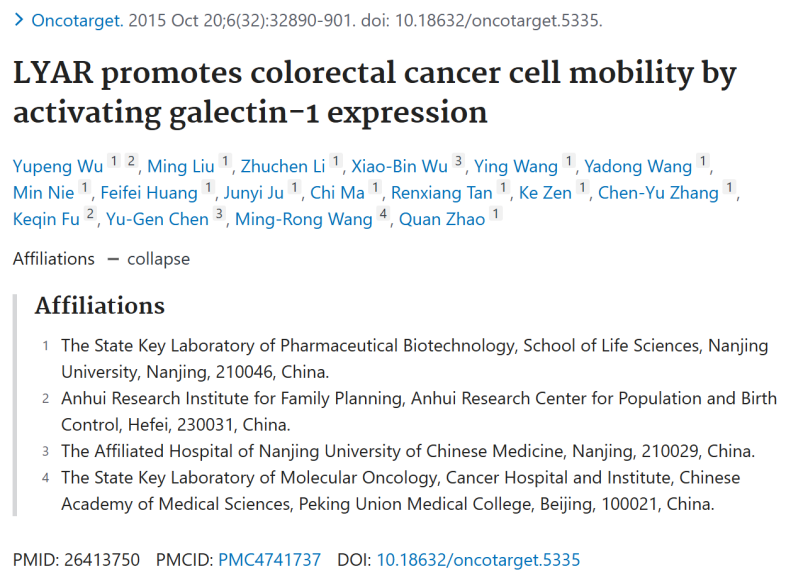 > Oncotarget. 2015 Oct 20;6(32):32890-901. doi: 10.18632/oncotarget.5335.
LYAR promotes colorectal cancer cell mobility by
activating galectin-1 expression
Yupeng Wu 1 2, Ming Liu 1, Zhuchen Li 1, Xiao-Bin Wu 3, Ying Wang 1, Yadong Wang 1,
Min Nie 1, Feifei Huang 1, Junyi Ju 1, Chi Ma 1, Renxiang Tan 1, Ke Zen 1, Chen-Yu Zhang 1,
Keqin Fu 2, Yu-Gen Chen 3, Ming-Rong Wang 4, Quan Zhao 1
Affiliations — collapse
Affiliations
1 The State Key Laboratory of Pharmaceutical Biotechnology, School of Life Sciences, Nanjing
University, Nanjing, 210046, China.
2 Anhui Research Institute for Family Planning, Anhui Research Center for Population and Birth
Control, Hefei, 230031, China.
3 The Affiliated Hospital of Nanjing University of Chinese Medicine, Nanjing, 210029, China.
4 The State Key Laboratory of Molecular Oncology, Cancer Hospital and Institute, Chinese
Academy of Medical Sciences, Peking Union Medical College, Beijing, 100021, China.
PMID: 26413750 PMCID: PMC4741737 DOI: 10.18632/oncotarget.5335